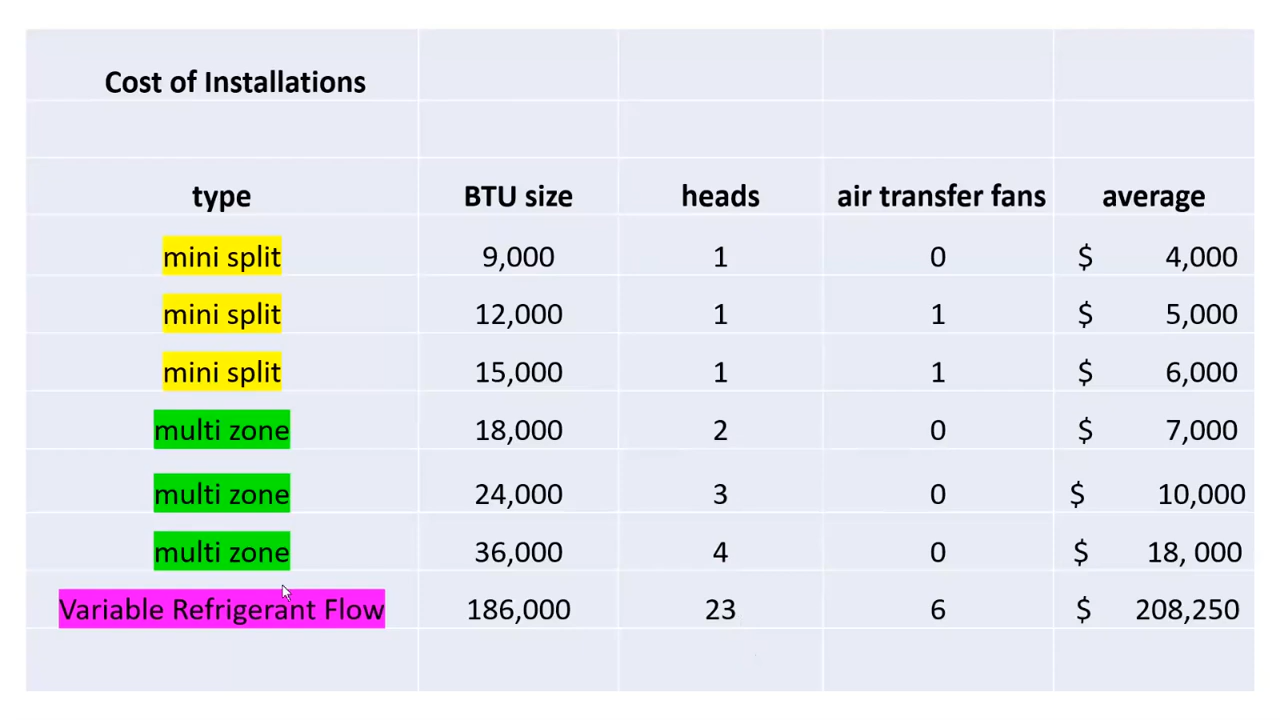 Cost of Installations
type BTU size heads air transfer fans average
mini split 9,000 1 0 $ 4,000
mini split 12,000 1 1 $ 5,000
mini split 15,000 1 1 $ 6,000
multi zone 18,000 2 0 $ 7,000
multi zone 24,000 3 0 $ 10,000
multi zone 36,000 4 0 $ 18, 000
Variable Refrigerant Flow 186,000 23 6 $ 208,250